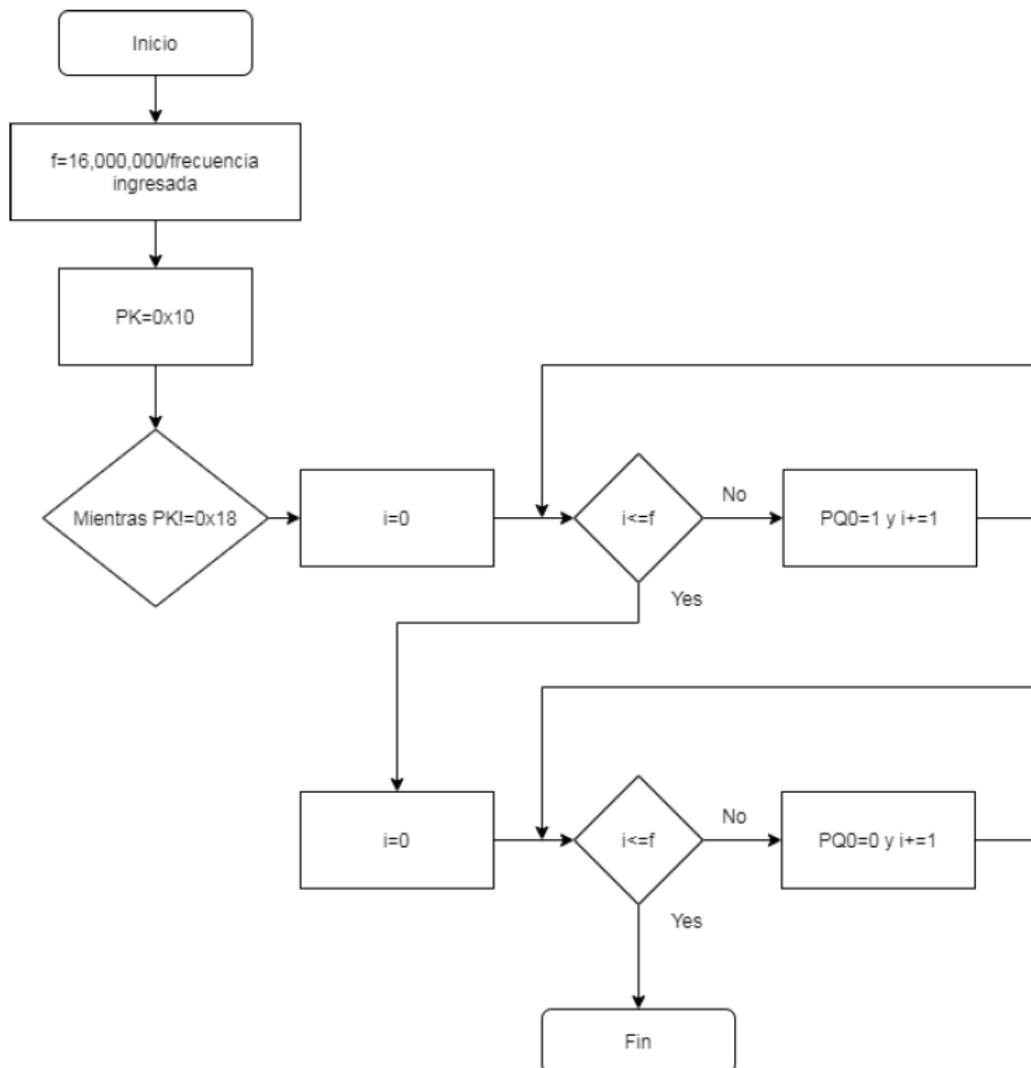 Inicio
f=16,000,000/frecuencia
ingresada
PK=0x10
Mientras PK!=0x18
i=0
i<=f
No
PQ0=1 y i+=1
Yes
i=0
i<=f
No
PQ0=0 y i+=1
Yes
Fin